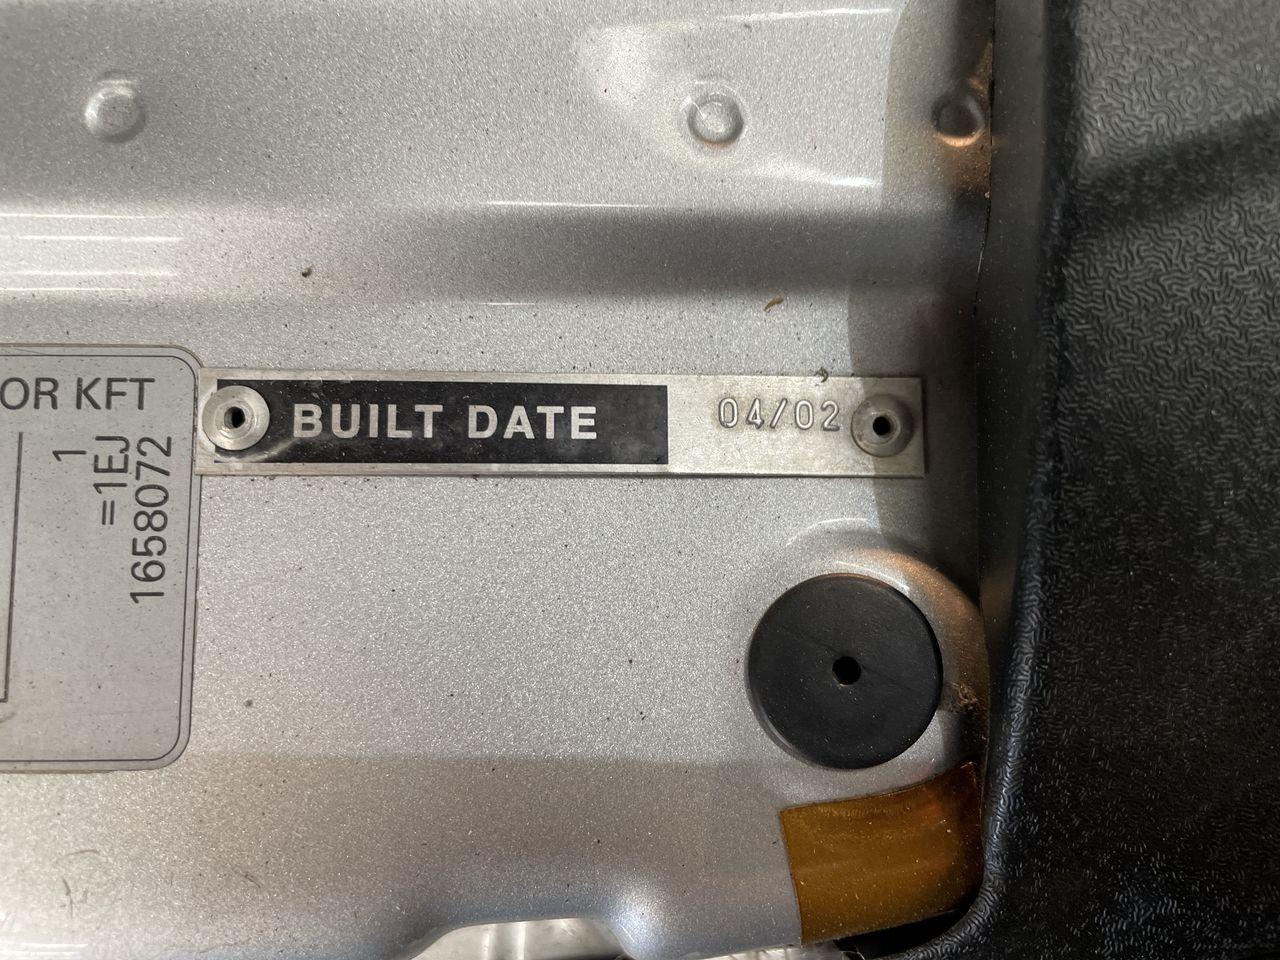 OR KFT
1
=1EJ
1658072
BUILT DATE 04/02